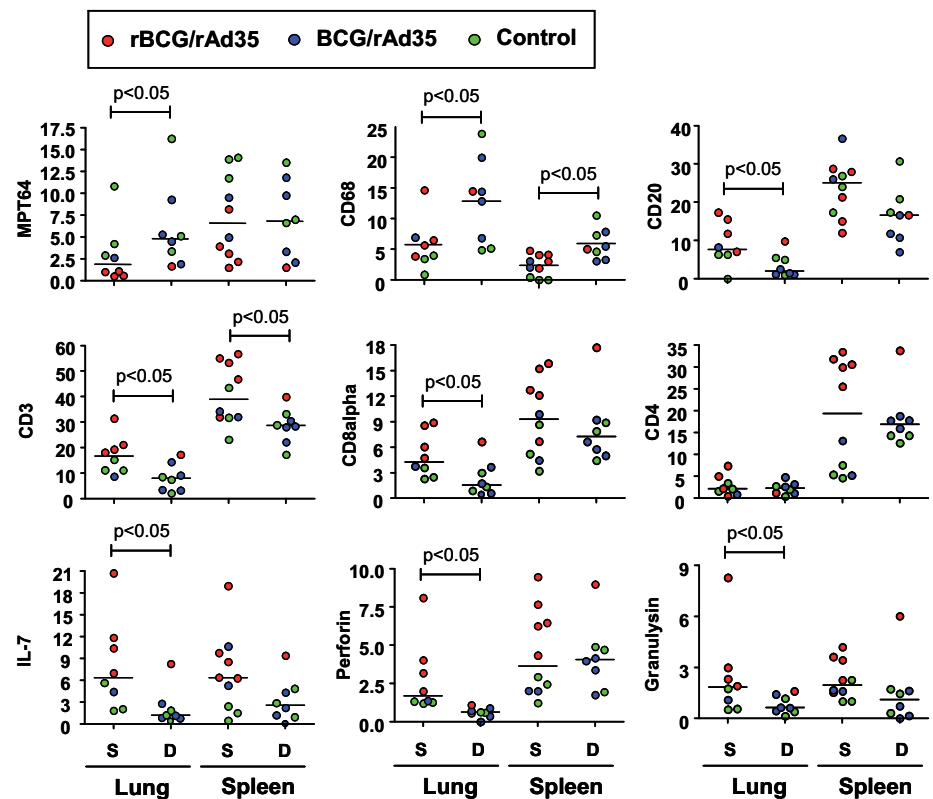 rBCG/rAd35 BCG/rAd35 Control
p<0.05
MPT64
17.5
15.0
12.5
10.0
7.5
5.0
2.5
0.0
p<0.05
p<0.05
CD68
25
20
15
10
5
0
p<0.05
CD20
40
30
20
10
0
p<0.05
p<0.05
CD3
60
50
40
30
20
10
0
p<0.05
CD8alpha
18
15
12
9
6
3
0
CD4
35
30
25
20
15
10
5
0
p<0.05
IL-7
21
18
15
12
9
6
3
0
S D S D
Lung Spleen
p<0.05
Perforin
10.0
7.5
5.0
2.5
0.0
S D S D
Lung Spleen
p<0.05
Granulysin
9
6
3
0
S D S D
Lung Spleen